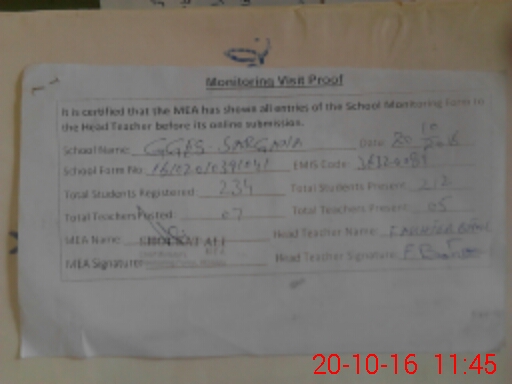 Monitoring Visit Proof
It is certified that the MEA has shown all entries of the School Monitoring Form to
the Head Teacher before its online submission.
School Name: GGPS SARGANA Date: 20 10
School Form No: EMIS Code:
Total Students Registered 234 Total Students Present 212
Total Teachers Posted 07 Total Teachers Present 05
MEA Name: ALI Head Teacher Name:
MEA Signature Head Teacher Signature:
20-10-16 11:45